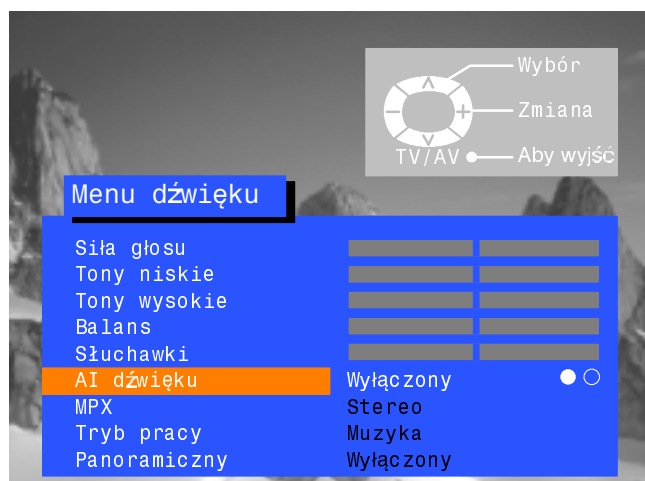 Wybór
Zmiana
TV/AV Aby wyjść
Menu dźwięku
Siła głosu
Tony niskie
Tony wysokie
Balans
Słuchawki
AI dźwięku Wyłączony
MPX Stereo
Tryb pracy Muzyka
Panoramiczny Wyłączony